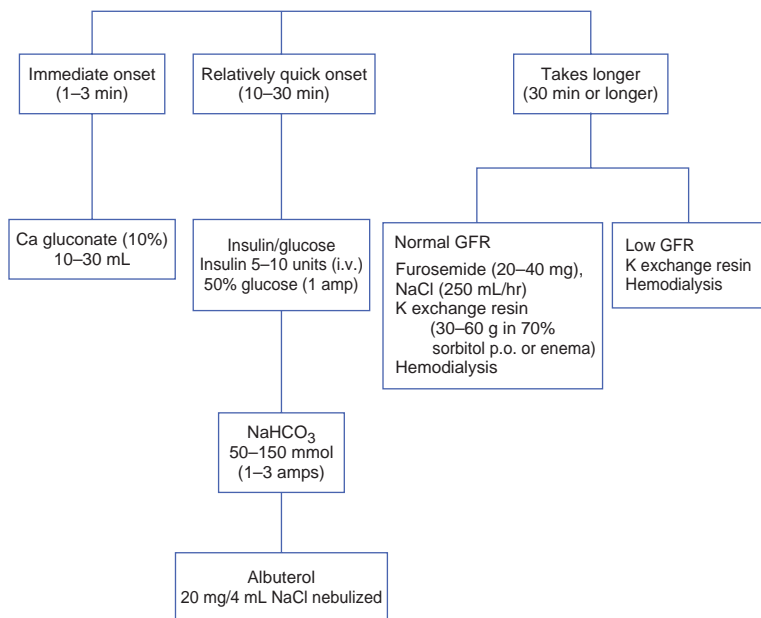 Immediate onset
(1–3 min)
Relatively quick onset
(10–30 min)
Takes longer
(30 min or longer)
Ca gluconate (10%)
10–30 mL
Insulin/glucose
Insulin 5–10 units (i.v.)
50% glucose (1 amp)
Normal GFR
Furosemide (20–40 mg),
NaCl (250 mL/hr)
K exchange resin
(30–60 g in 70%
sorbitol p.o. or enema)
Hemodialysis
Low GFR
K exchange resin
Hemodialysis
NaHCO₃
50–150 mmol
(1–3 amps)
Albuterol
20 mg/4 mL NaCl nebulized